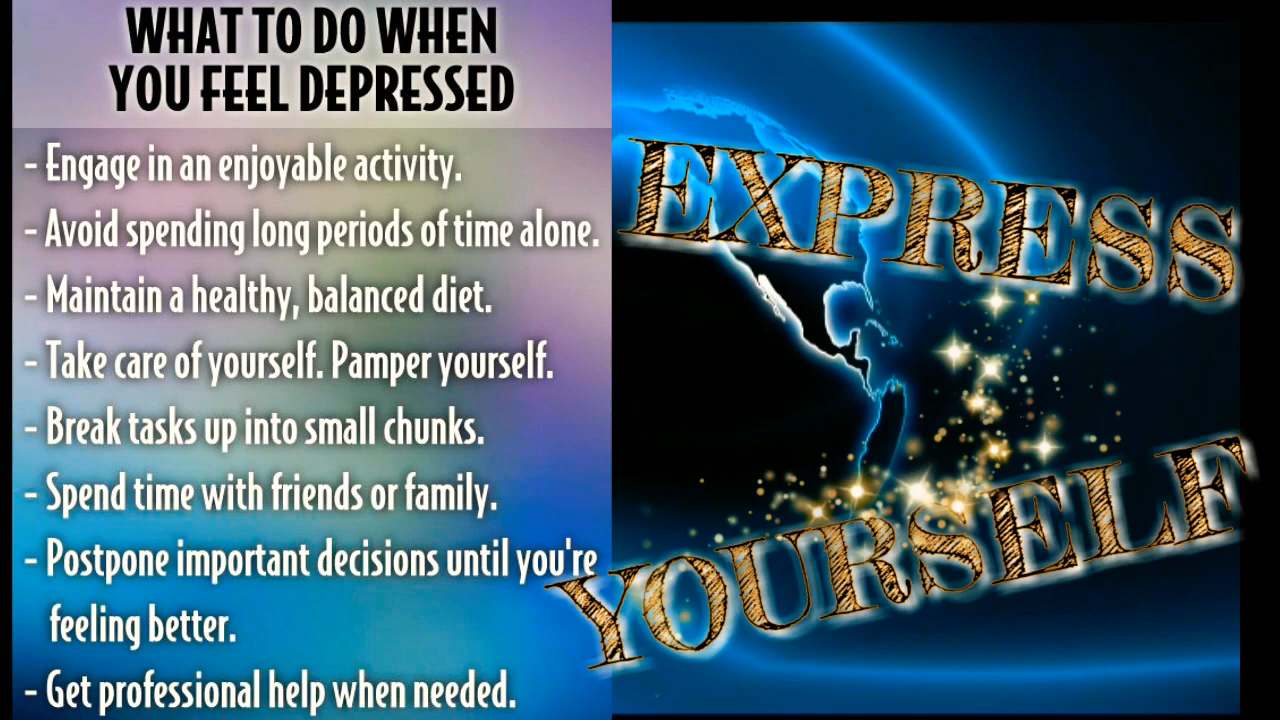 WHAT TO DO WHEN
YOU FEEL DEPRESSED
- Engage in an enjoyable activity.
- Avoid spending long periods of time alone.
- Maintain a healthy, balanced diet.
- Take care of yourself. Pamper yourself.
- Break tasks up into small chunks.
- Spend time with friends or family.
- Postpone important decisions until you're
feeling better.
- Get professional help when needed.
EXPRESS
YOURSELF